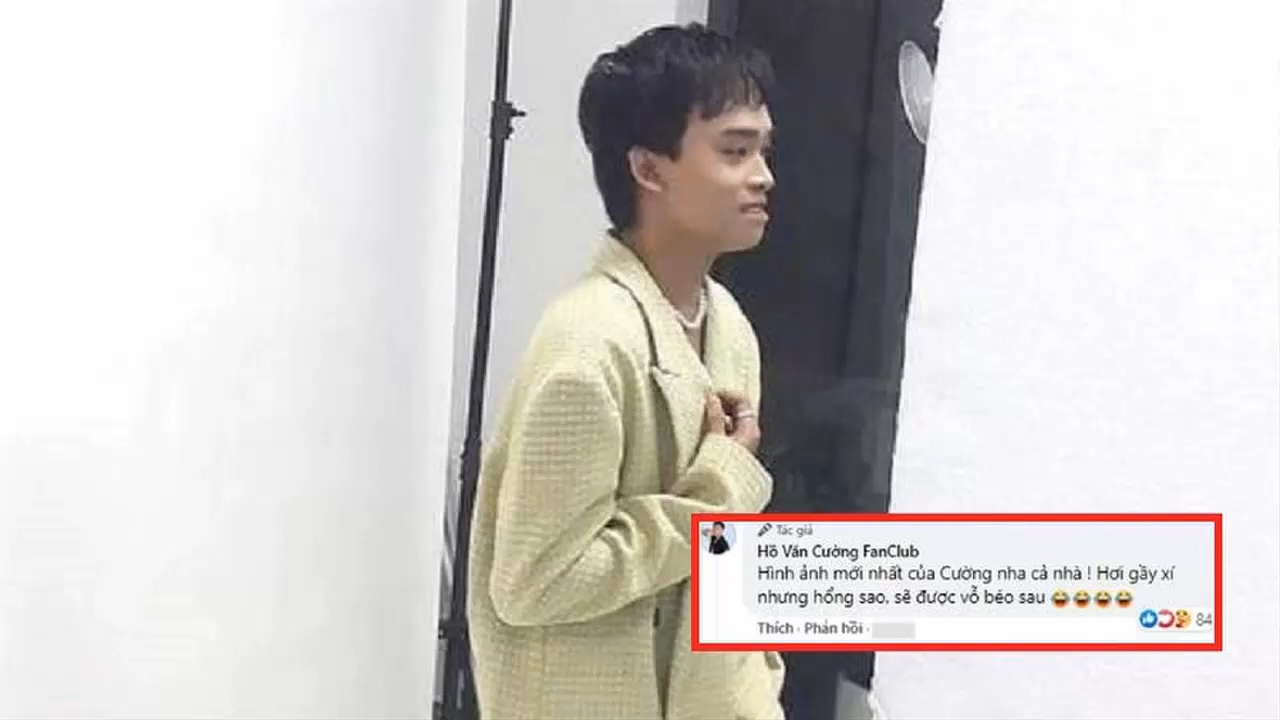 Tác giả
Hồ Văn Cường FanClub
Hình ảnh mới nhất của Cường nha cả nhà ! Hơi gầy xí
nhưng hổng sao, sẽ được vỗ béo sau 😂😂😂😂
Thích · Phản hồi ·
84